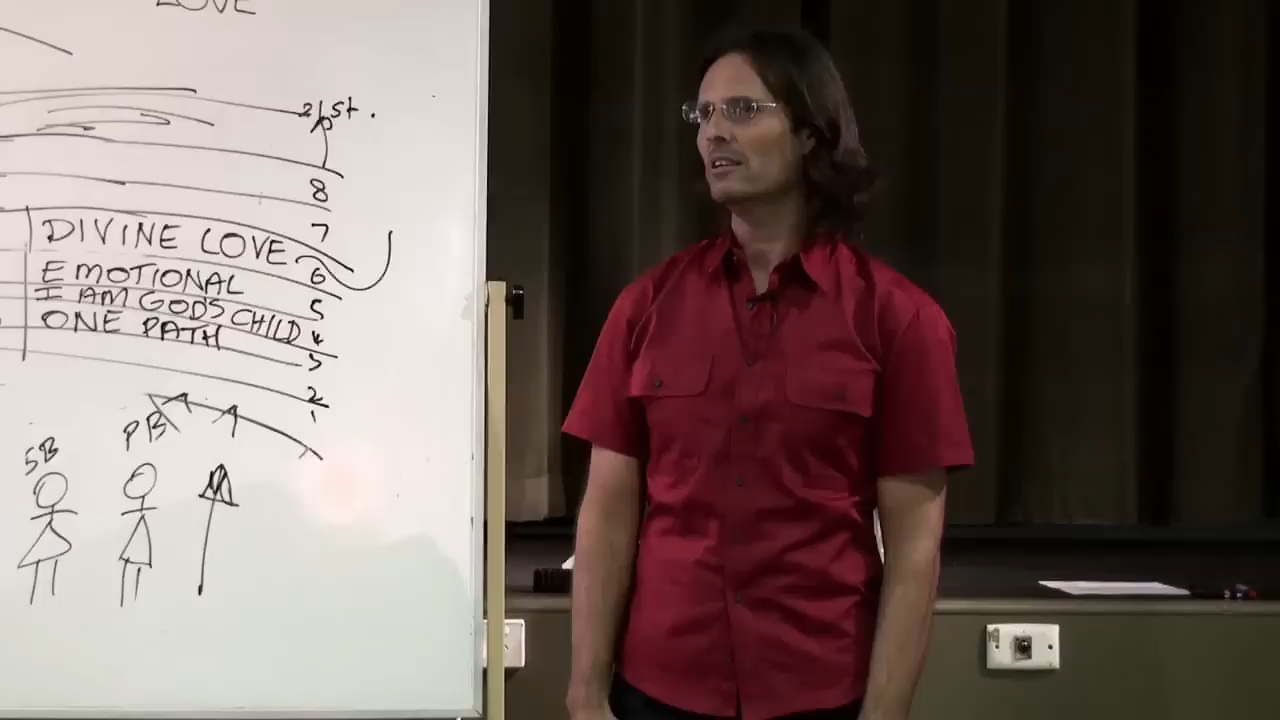 LOVE
21st.
8
7
DIVINE LOVE
6
EMOTIONAL
5
I AM GOD'S CHILD
4
ONE PATH
3
2
1
SB PB